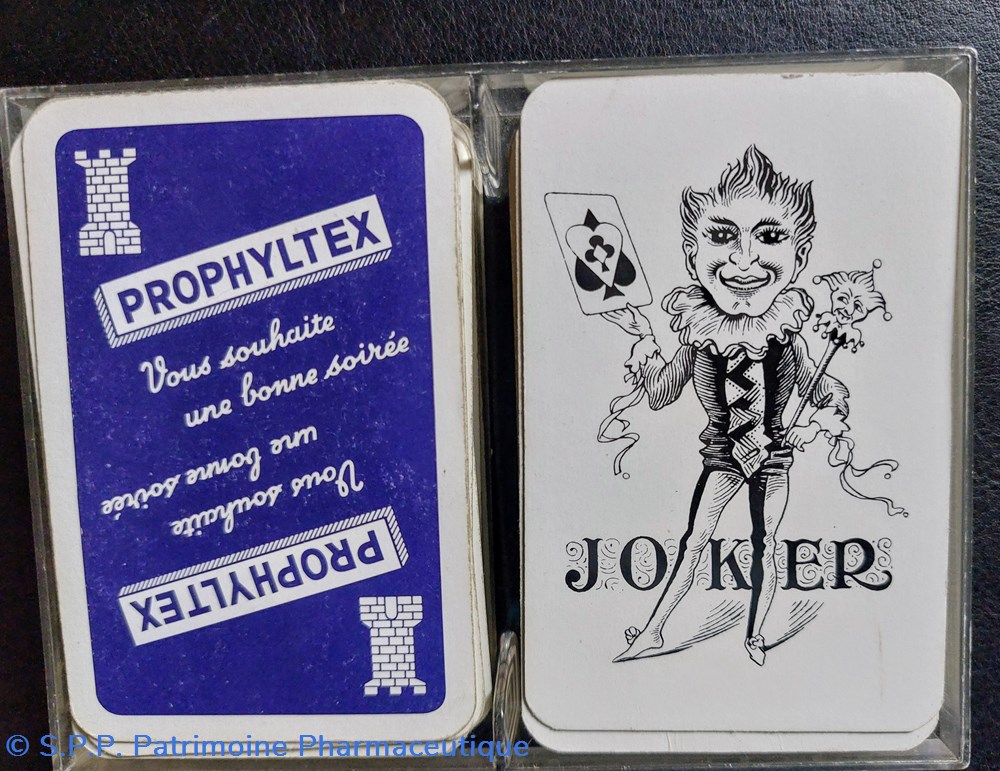 PROPHYLTEX
Vous souhaite
une bonne soirée
une bonne soirée
Vous souhaite
PROPHYLTEX
JOKER
© S.P.P. Patrimoine Pharmaceutique